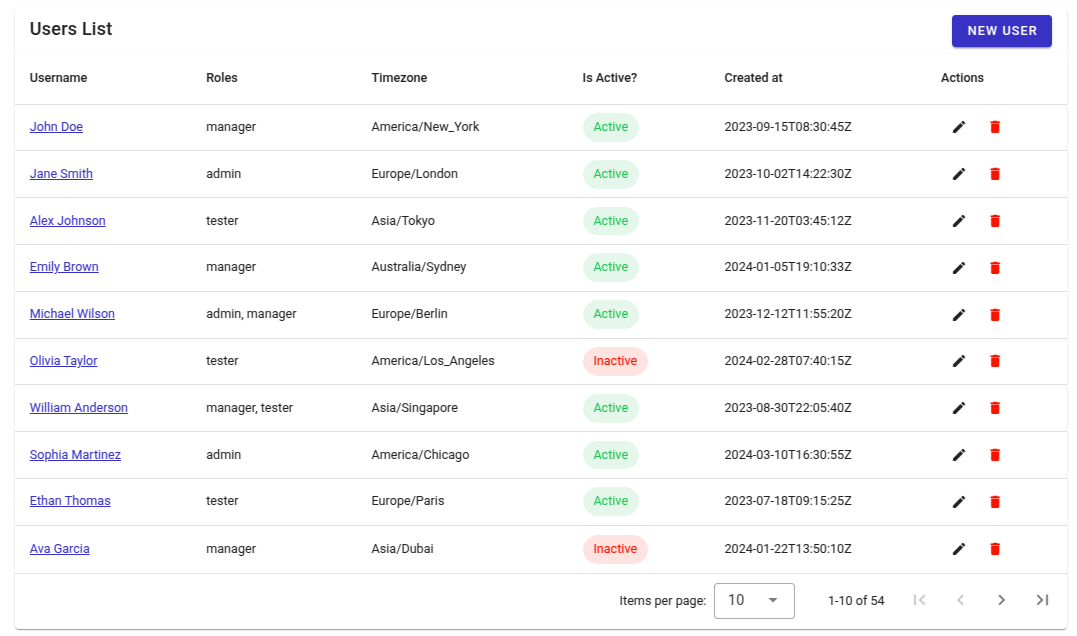 Users List
NEW USER
Username Roles Timezone Is Active? Created at Actions
John Doe manager America/New_York Active 2023-09-15T08:30:45Z
Jane Smith admin Europe/London Active 2023-10-02T14:22:30Z
Alex Johnson tester Asia/Tokyo Active 2023-11-20T03:45:12Z
Emily Brown manager Australia/Sydney Active 2024-01-05T19:10:33Z
Michael Wilson admin, manager Europe/Berlin Active 2023-12-12T11:55:20Z
Olivia Taylor tester America/Los_Angeles Inactive 2024-02-28T07:40:15Z
William Anderson manager, tester Asia/Singapore Active 2023-08-30T22:05:40Z
Sophia Martinez admin America/Chicago Active 2024-03-10T16:30:55Z
Ethan Thomas tester Europe/Paris Active 2023-07-18T09:15:25Z
Ava Garcia manager Asia/Dubai Inactive 2024-01-22T13:50:10Z
Items per page: 10 1-10 of 54